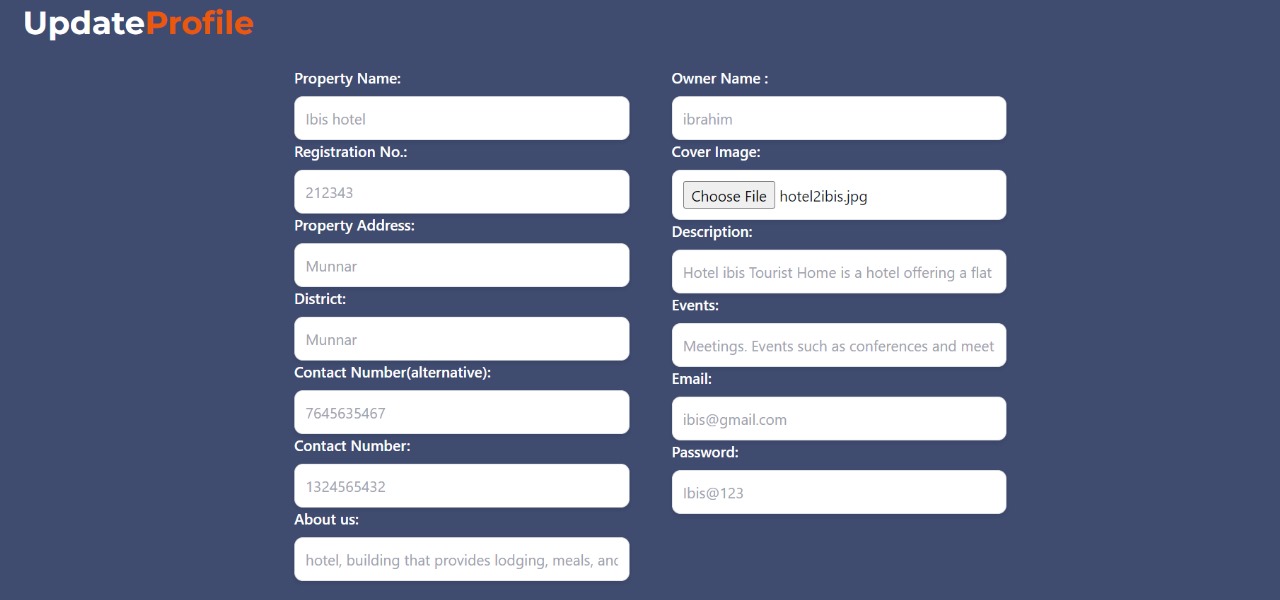 UpdateProfile
Property Name:
Ibis hotel
Registration No.:
212343
Property Address:
Munnar
District:
Munnar
Contact Number(alternative):
7645635467
Contact Number:
1324565432
About us:
hotel, building that provides lodging, meals, and
Owner Name :
ibrahim
Cover Image:
Choose File hotel2ibis.jpg
Description:
Hotel ibis Tourist Home is a hotel offering a flat
Events:
Meetings. Events such as conferences and meet
Email:
ibis@gmail.com
Password:
Ibis@123